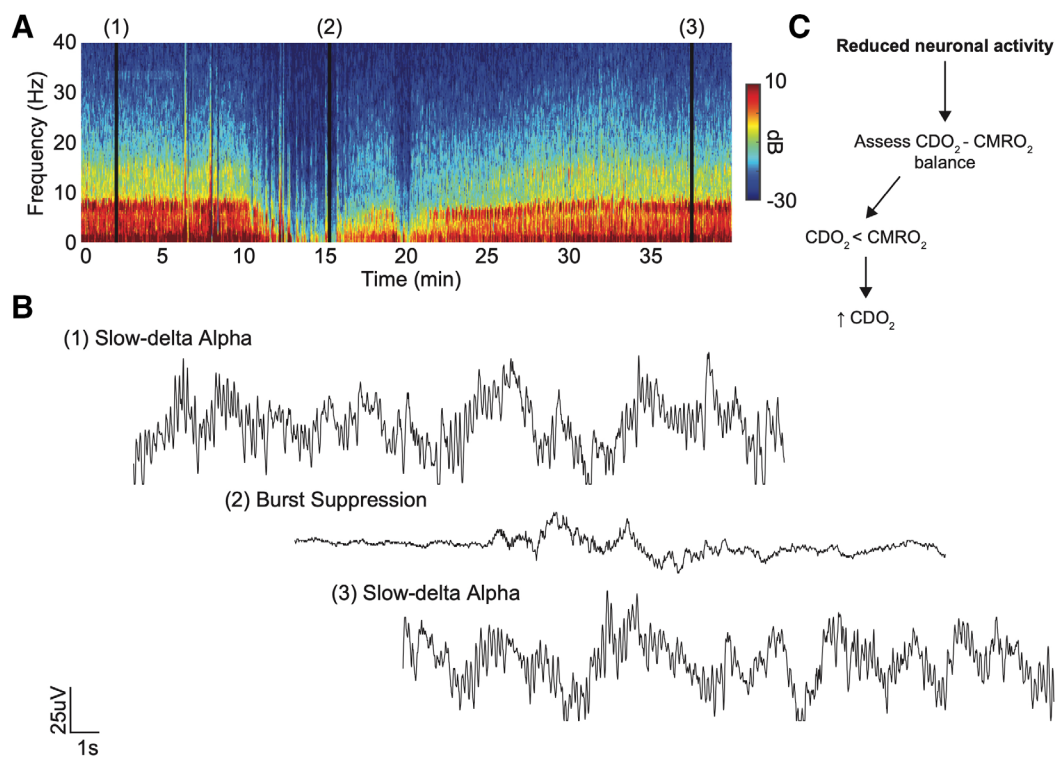 A
(1)
(2)
(3)
C
40
30
20
10
0
Frequency (Hz)
0
5
10
15
20
25
30
35
Time (min)
10
dB
-30
Reduced neuronal activity
Assess CDO₂ - CMRO₂
balance
CDO₂ < CMRO₂
↑ CDO₂
B
(1) Slow-delta Alpha
(2) Burst Suppression
(3) Slow-delta Alpha
25uV
1s